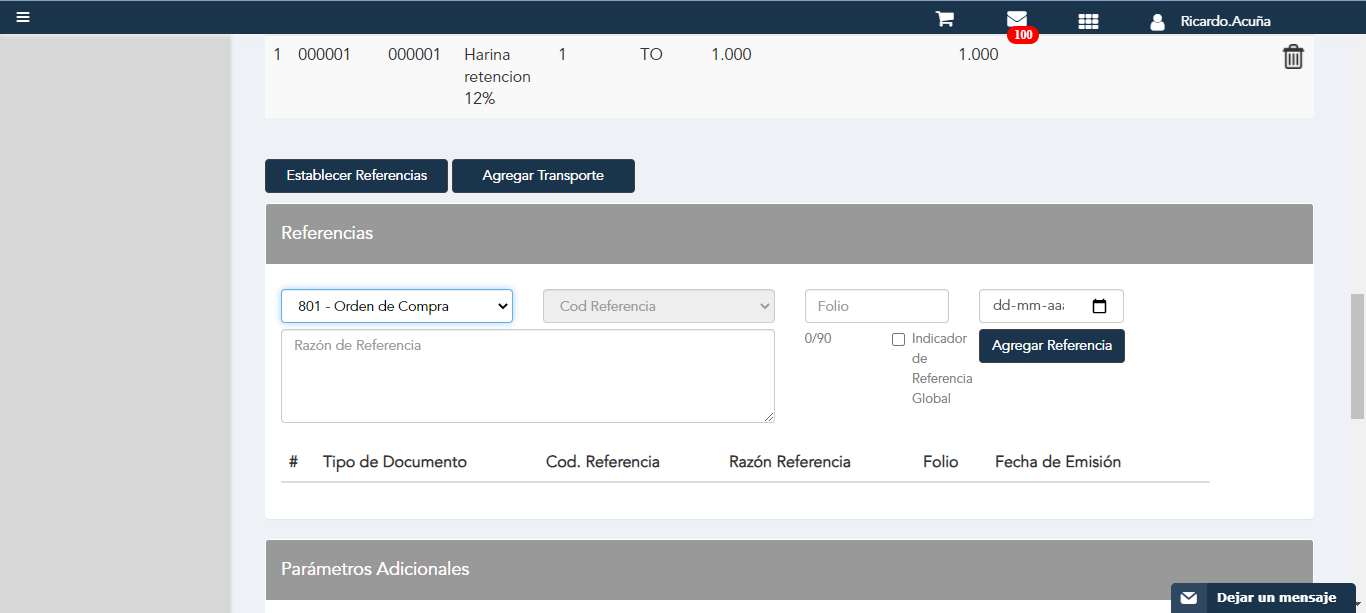 Ricardo.Acuña
100
1 000001 000001 Harina 1 TO 1.000 1.000
retencion
12%
Establecer Referencias Agregar Transporte
Referencias
801 - Orden de Compra Cod Referencia Folio dd-mm-aaa
Razón de Referencia 0/90 Indicador Agregar Referencia
de
Referencia
Global
# Tipo de Documento Cod. Referencia Razón Referencia Folio Fecha de Emisión
Parámetros Adicionales
Dejar un mensaje